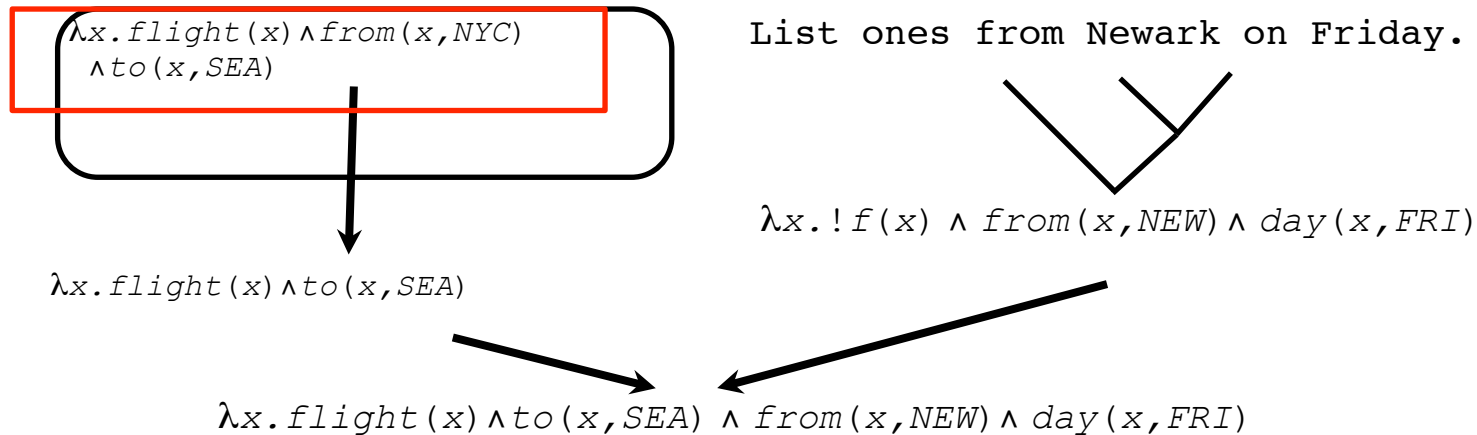 λx.flight(x)∧from(x,NYC)
∧to(x,SEA)
List ones from Newark on Friday.
λx.!f(x) ∧ from(x,NEW)∧ day(x,FRI)
λx.flight(x)∧to(x,SEA)
λx.flight(x)∧to(x,SEA) ∧ from(x,NEW)∧ day(x,FRI)